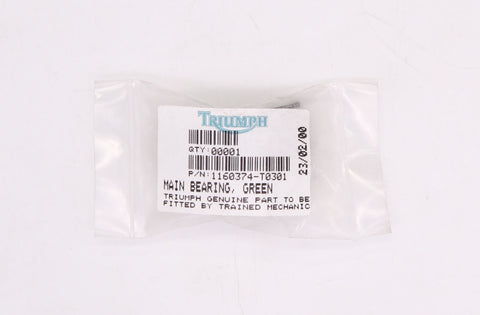 TRIUMPH
QTY:00001
23/02/00
P/N:1160374-T0301
MAIN BEARING, GREEN
TRIUMPH GENUINE PART TO BE
FITTED BY TRAINED MECHANIC